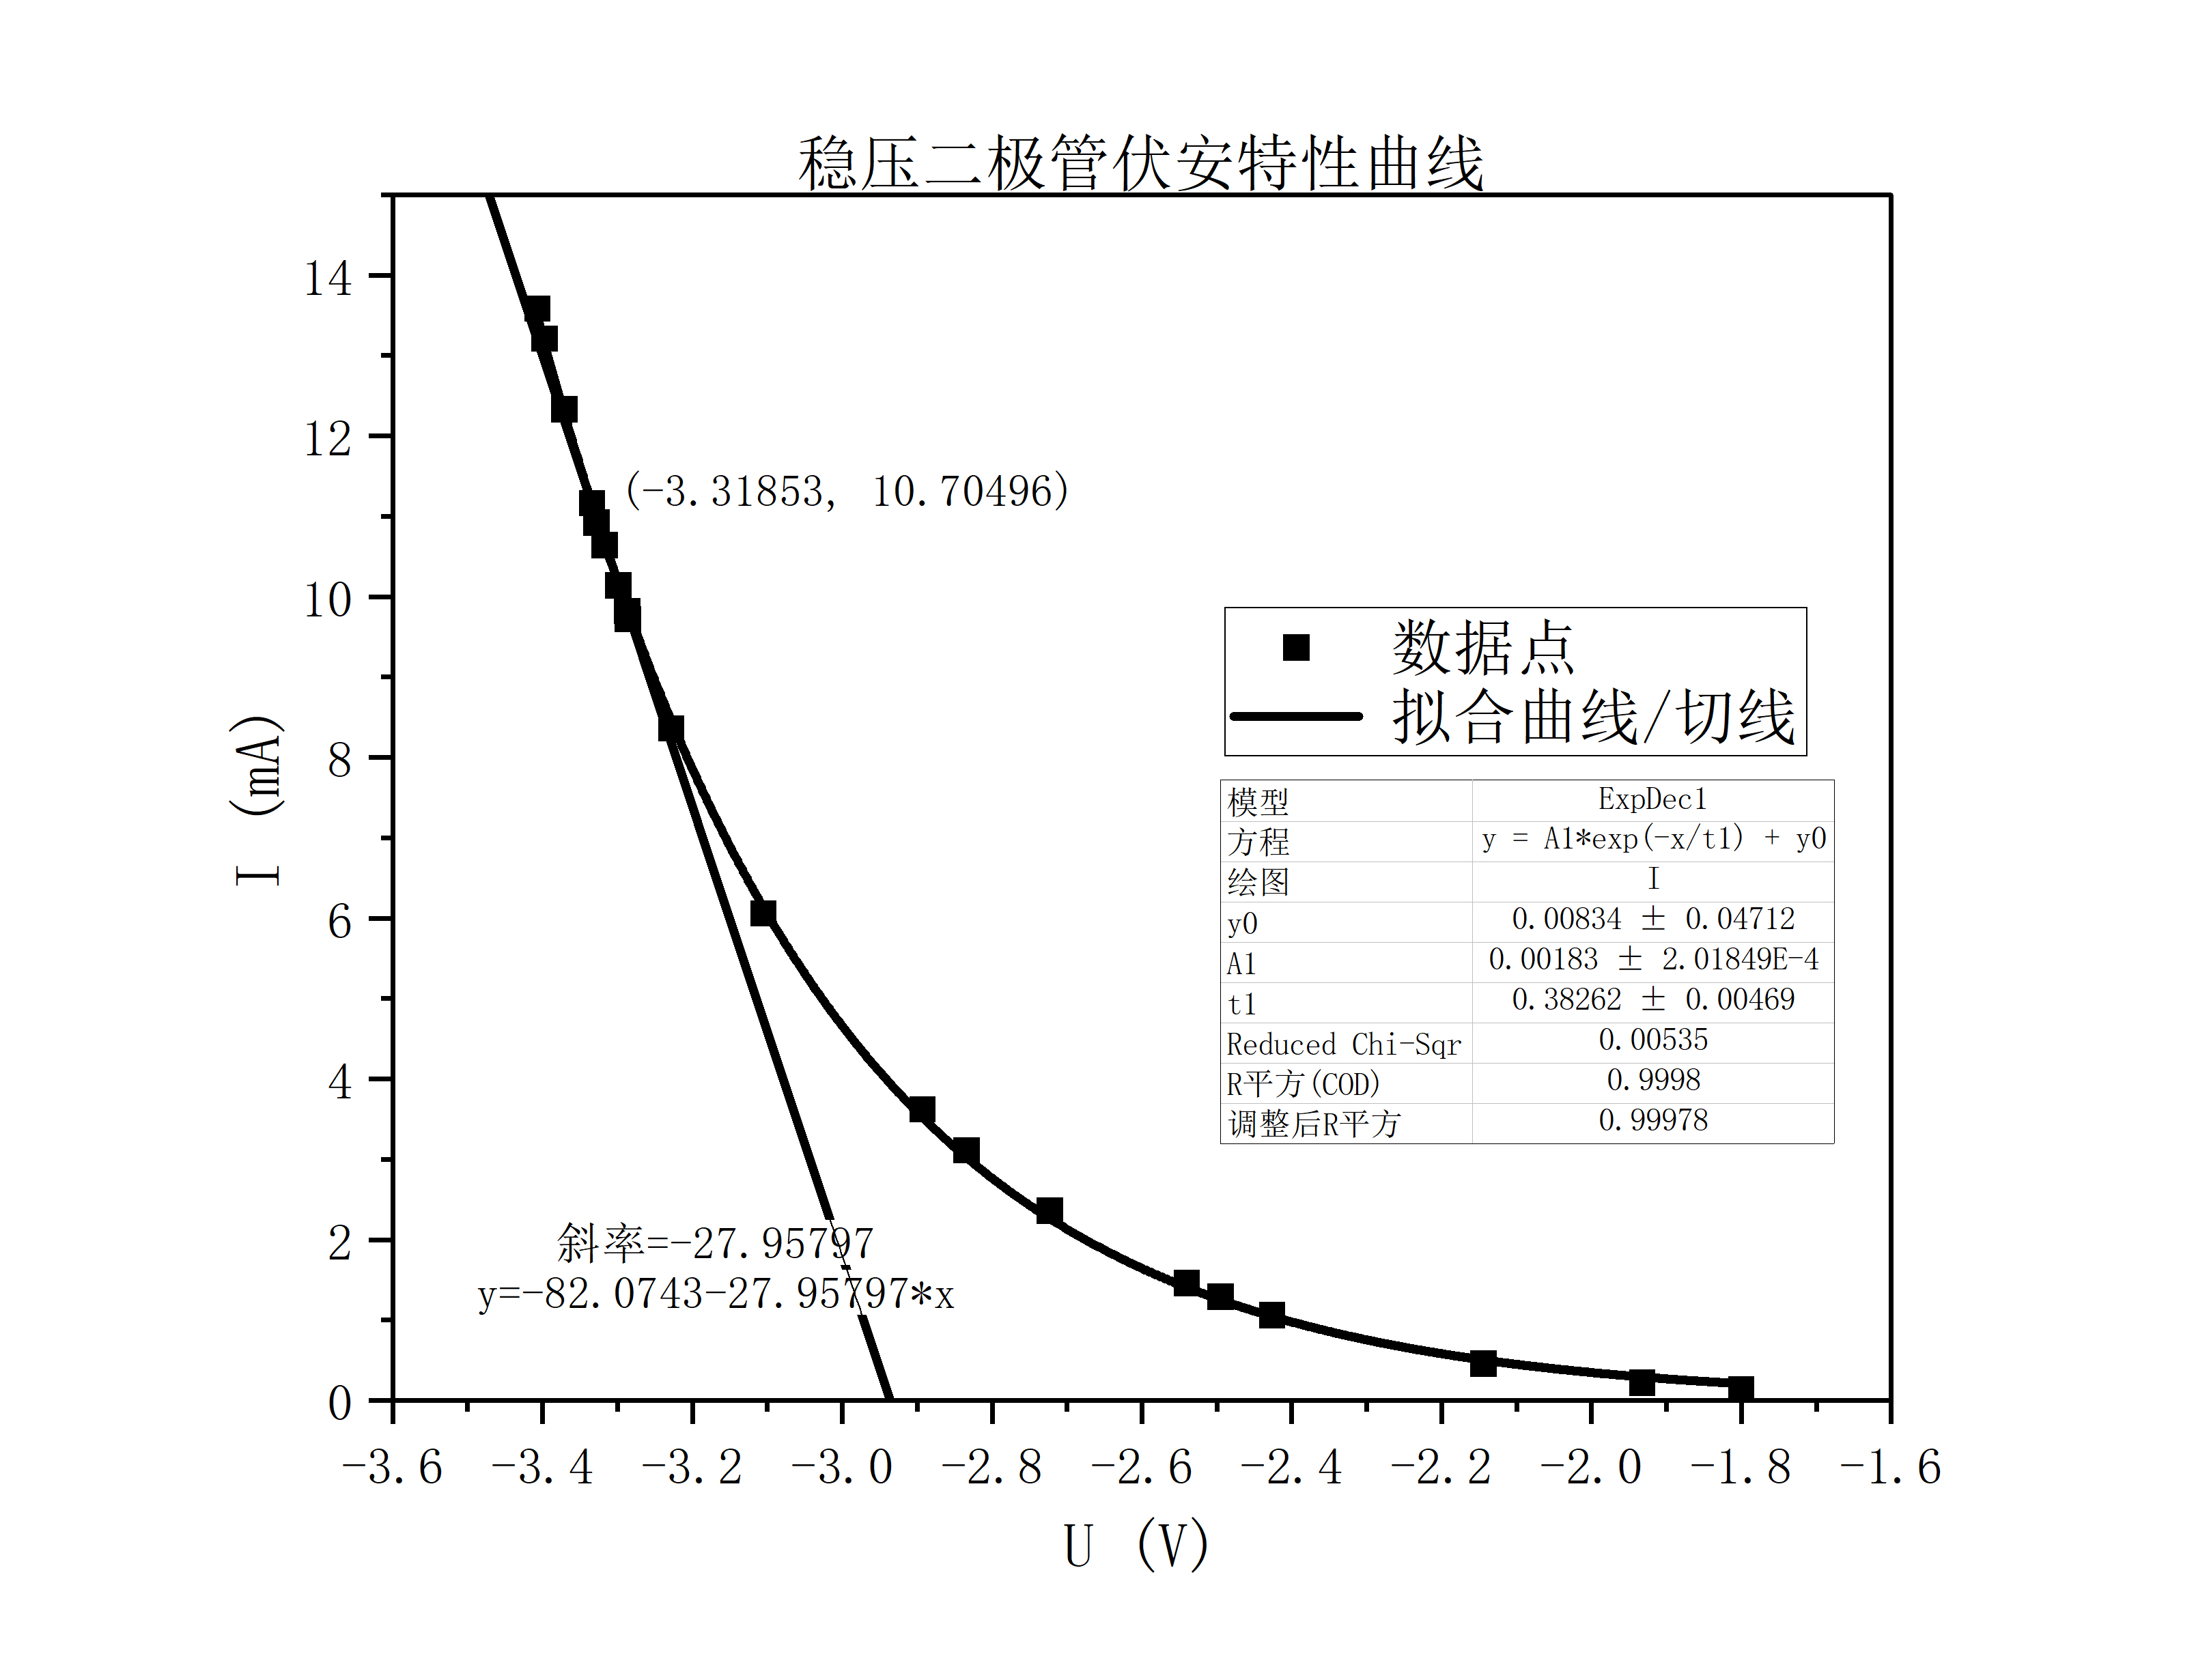 稳压二极管伏安特性曲线
I (mA)
14
12
10
8
6
4
2
0
(-3.31853, 10.70496)
数据点
拟合曲线/切线
模型 ExpDec1
方程 y = A1*exp(-x/t1) + y0
绘图 I
y0 0.00834 ± 0.04712
A1 0.00183 ± 2.01849E-4
t1 0.38262 ± 0.00469
Reduced Chi-Sqr 0.00535
R平方(COD) 0.9998
调整后R平方 0.99978
斜率=-27.95797
y=-82.0743-27.95797*x
-3.6 -3.4 -3.2 -3.0 -2.8 -2.6 -2.4 -2.2 -2.0 -1.8 -1.6
U (V)